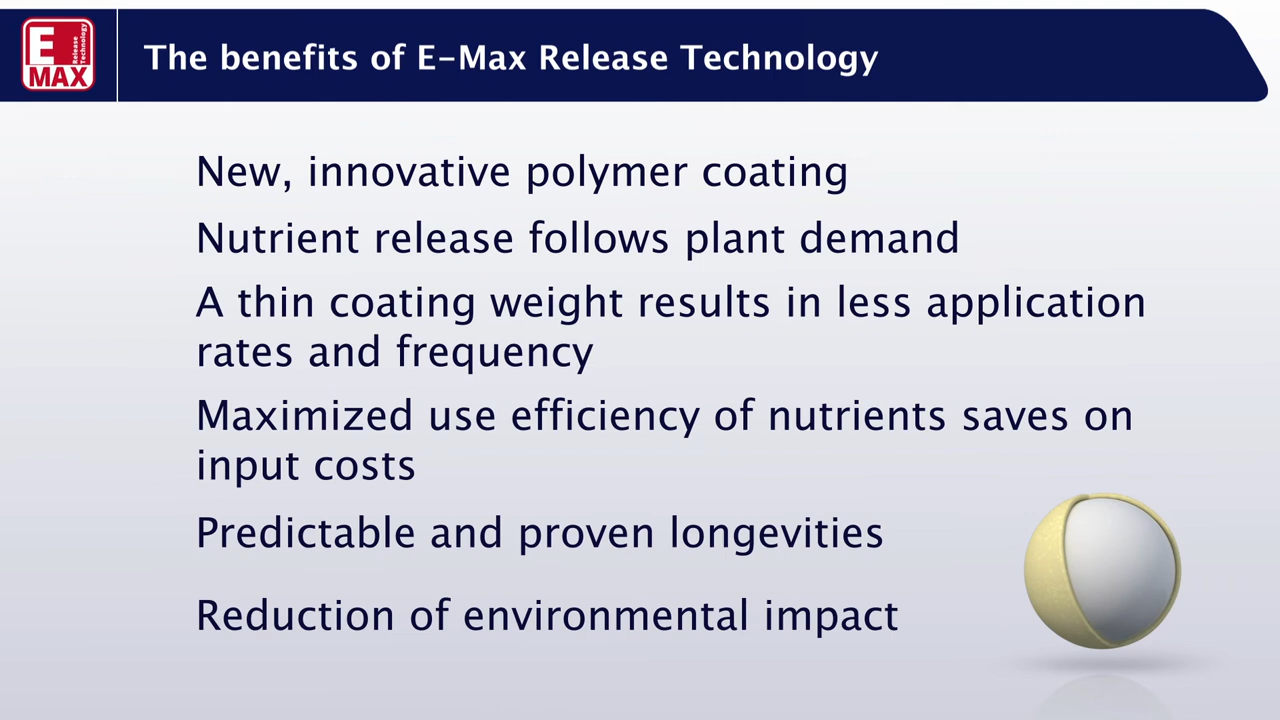 E
MAX
Release
Technology
The benefits of E-Max Release Technology
New, innovative polymer coating
Nutrient release follows plant demand
A thin coating weight results in less application
rates and frequency
Maximized use efficiency of nutrients saves on
input costs
Predictable and proven longevities
Reduction of environmental impact